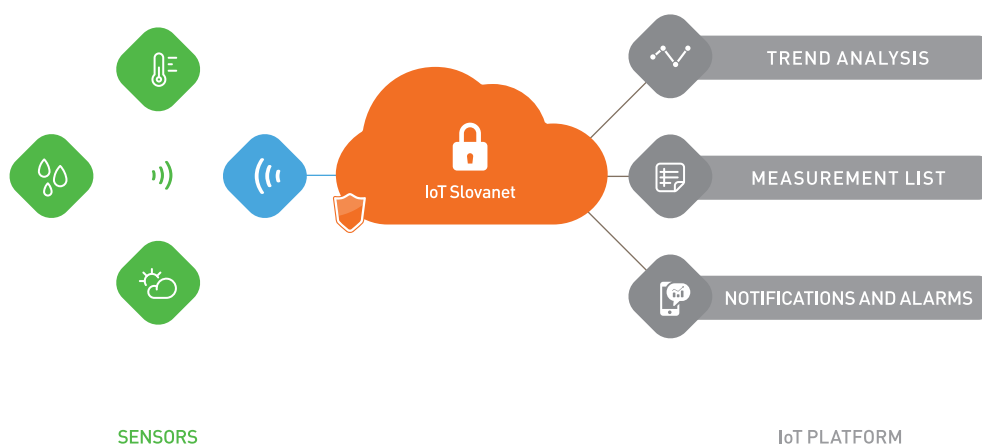 TREND ANALYSIS
IoT Slovanet
MEASUREMENT LIST
NOTIFICATIONS AND ALARMS
SENSORS
IoT PLATFORM